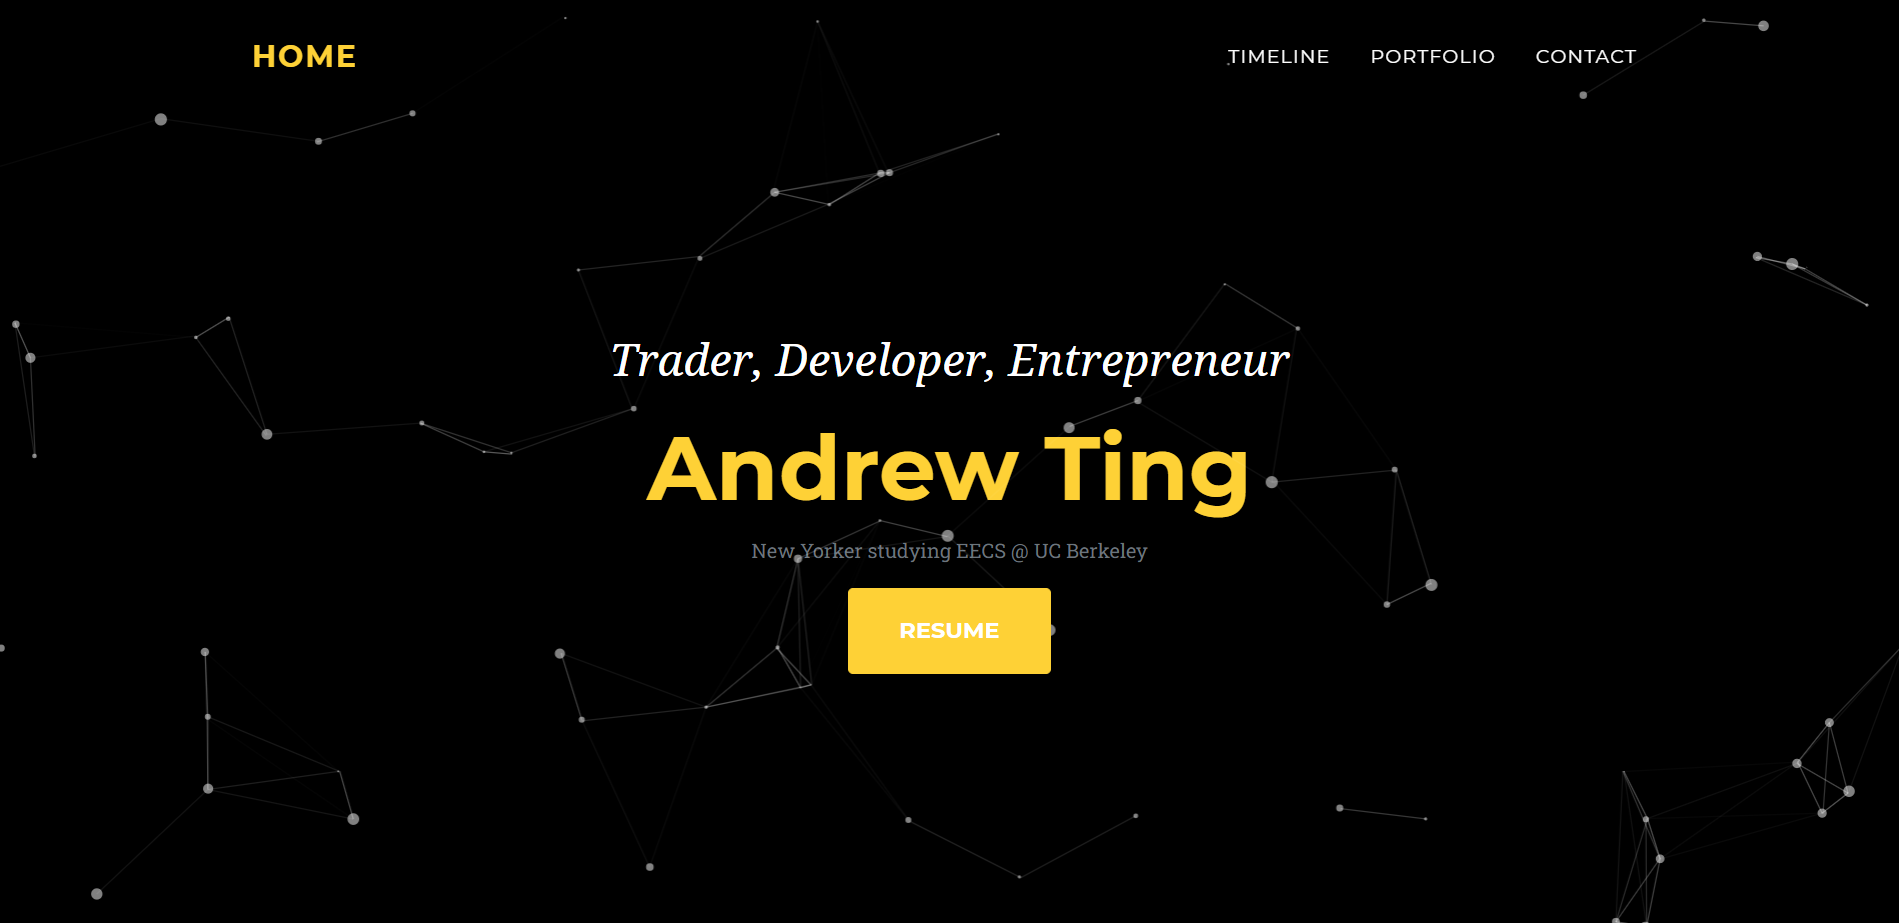 HOME
TIMELINE PORTFOLIO CONTACT
Trader, Developer, Entrepreneur
Andrew Ting
New Yorker studying EECS @ UC Berkeley
RESUME